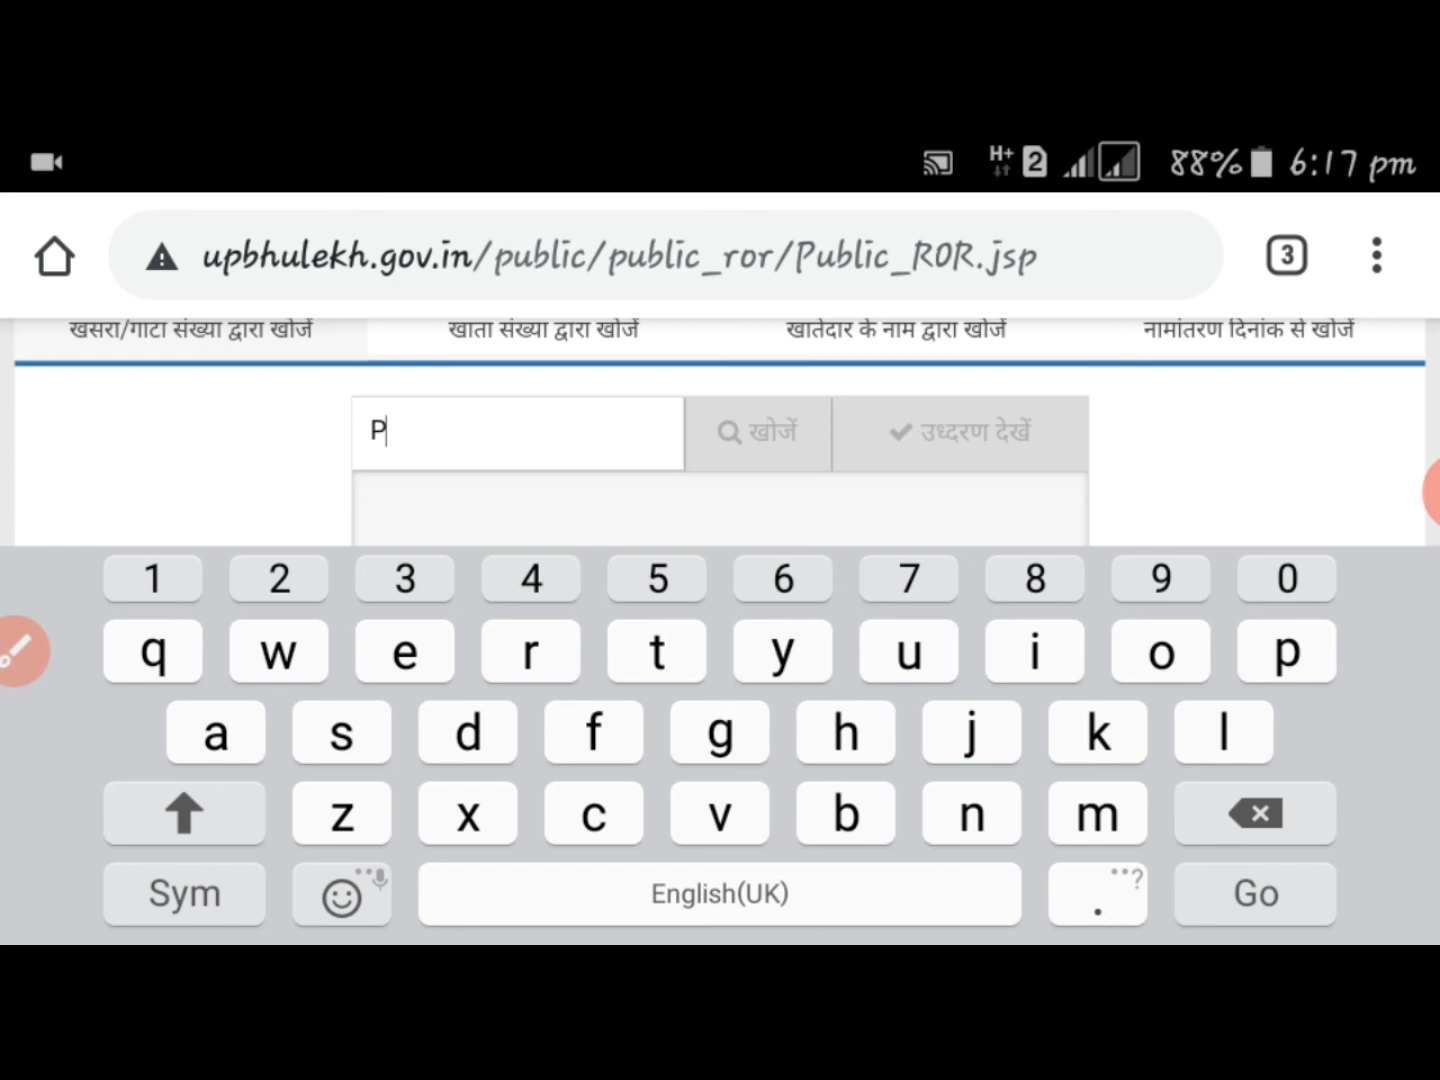 H+ 2 88% 6:17 pm
upbhulekh.gov.in/public/public_ror/Public_ROR.jsp 3
खसरा/गाटा संख्या द्वारा खोजें खाता संख्या द्वारा खोजें खातेदार के नाम द्वारा खोजें नामांतरण दिनांक से खोजें
P खोजें उध्दरण देखें
1 2 3 4 5 6 7 8 9 0
q w e r t y u i o p
a s d f g h j k l
z x c v b n m
Sym English(UK) . ? Go